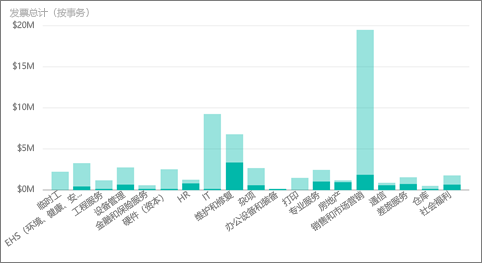 发票总计（按事务）
$20M
$15M
$10M
$5M
$0M
临时工
EHS（环境、健康、安...
工程服务
设备管理
金融和保险服务
硬件（资本）
HR
IT
维护和修复
杂项
办公设备和装备
打印
专业服务
房地产
销售和市场营销
通信
差旅服务
仓库
社会福利